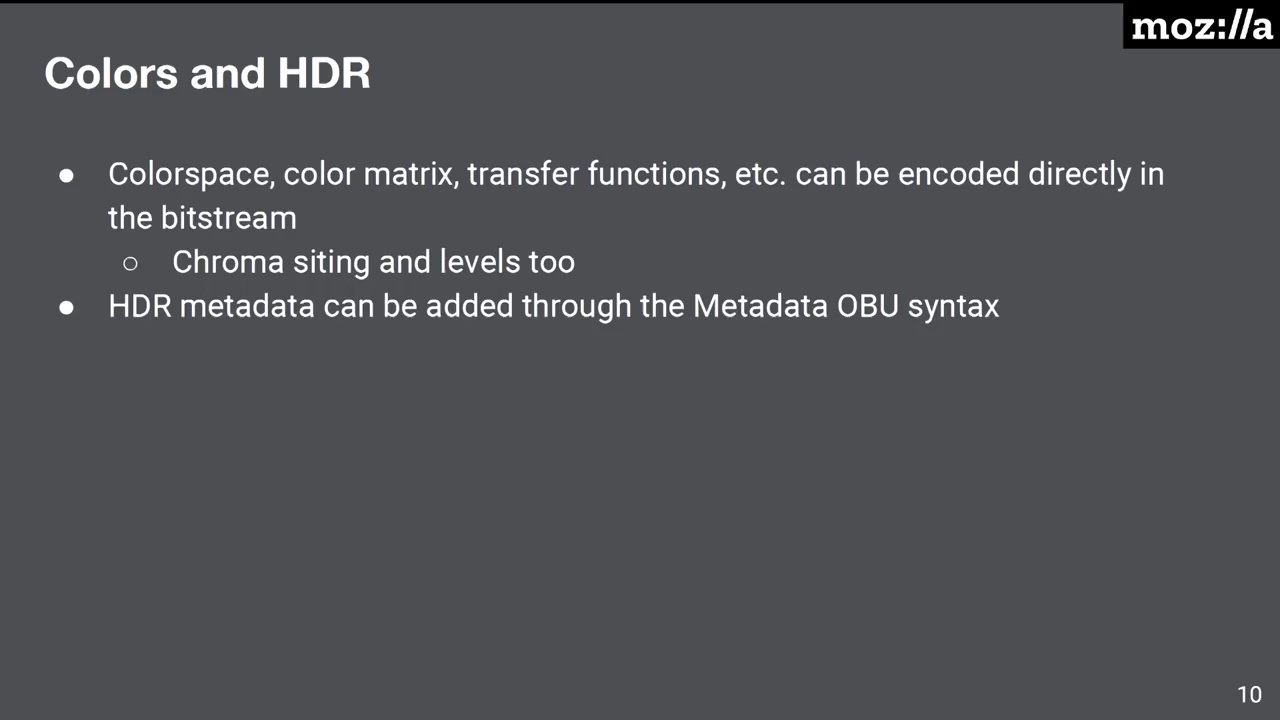 moz://a
Colors and HDR
● Colorspace, color matrix, transfer functions, etc. can be encoded directly in
the bitstream
○ Chroma siting and levels too
● HDR metadata can be added through the Metadata OBU syntax
10